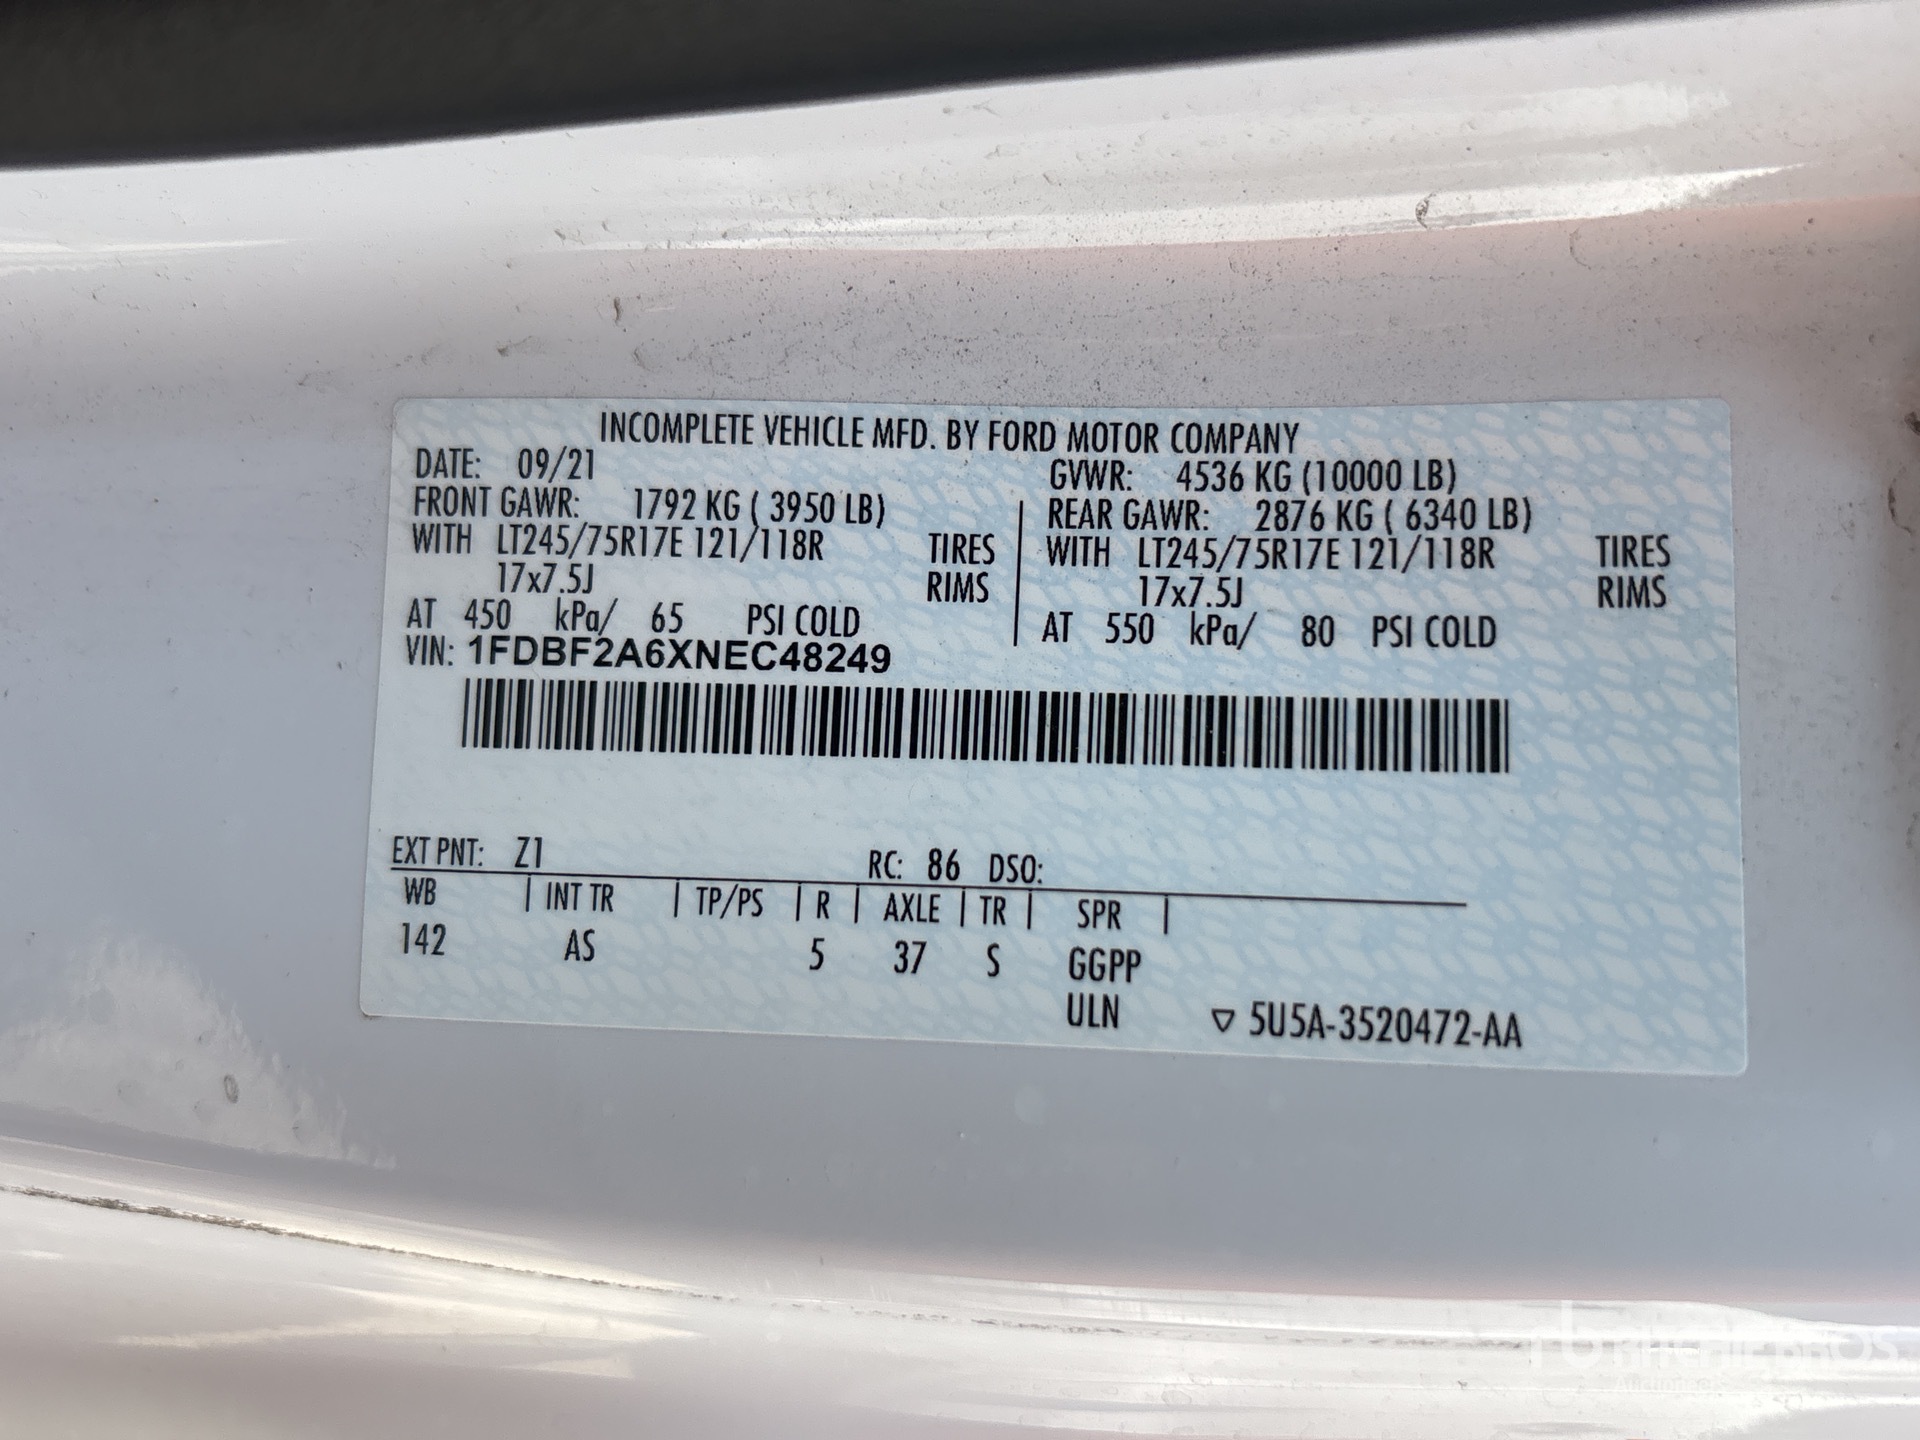 INCOMPLETE VEHICLE MFD. BY FORD MOTOR COMPANY
DATE: 09/21 GVWR: 4536 KG (10000 LB)
FRONT GAWR: 1792 KG ( 3950 LB) REAR GAWR: 2876 KG ( 6340 LB)
WITH LT245/75R17E 121/118R TIRES WITH LT245/75R17E 121/118R TIRES
17x7.5J RIMS 17x7.5J RIMS
AT 450 kPa/ 65 PSI COLD AT 550 kPa/ 80 PSI COLD
VIN: 1FDBF2A6XNEC48249
EXT PNT: Z1 RC: 86 DSO:
WB | INT TR | TP/PS | R | AXLE | TR | SPR |
142 AS 5 37 S GGPP
ULN ▽ 5U5A-3520472-AA
RITCHIE BROS